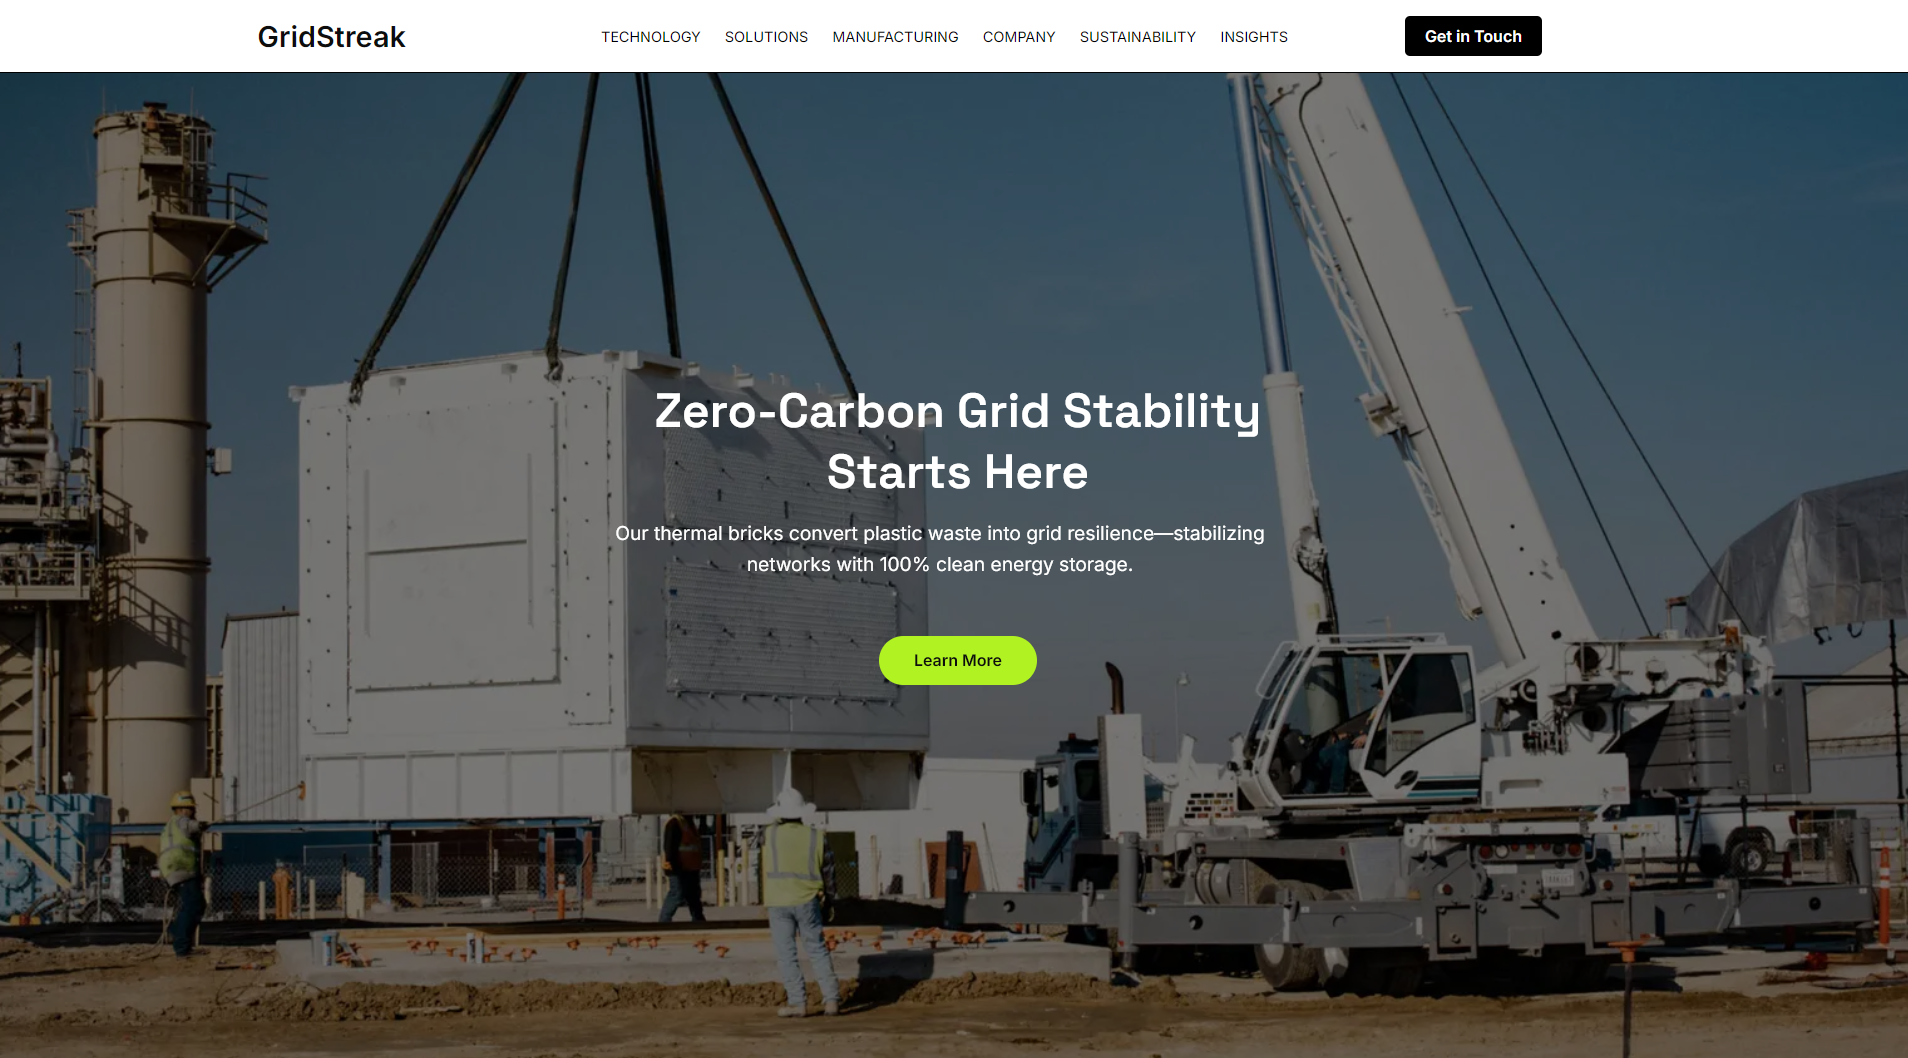 GridStreak
TECHNOLOGY
SOLUTIONS
MANUFACTURING
COMPANY
SUSTAINABILITY
INSIGHTS
Get in Touch
Zero-Carbon Grid Stability
Starts Here
Our thermal bricks convert plastic waste into grid resilience—stabilizing
networks with 100% clean energy storage.
Learn More